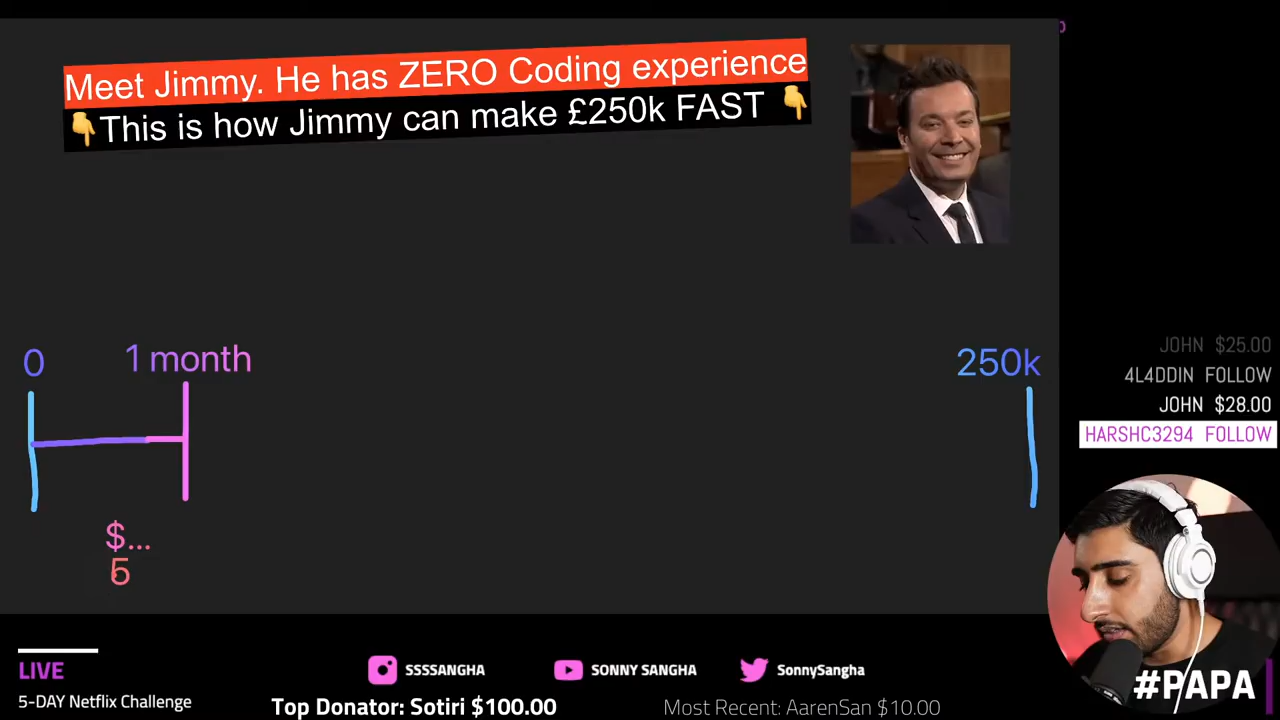 Meet Jimmy. He has ZERO Coding experience
👇This is how Jimmy can make £250k FAST 👇
0
1 month
250k
$...
5
JOHN $25.00
4L4DDIN FOLLOW
JOHN $28.00
HARSHC3294 FOLLOW
#PAPA
LIVE
5-DAY Netflix Challenge
SSSSANGHA
SONNY SANGHA
SonnySangha
Top Donator: Sotiri $100.00
Most Recent: AarenSan $10.00